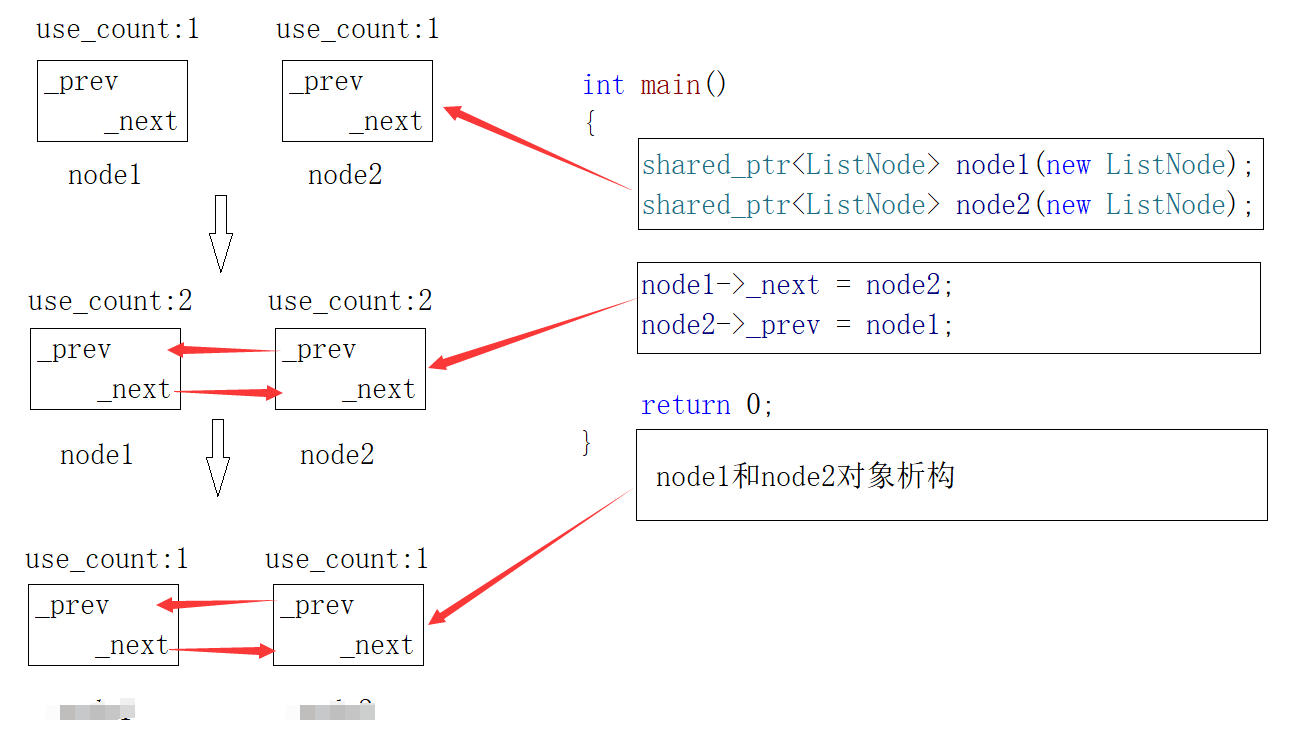 use_count:1 use_count:1
_prev _prev
_next _next
node1 node2
int main()
{
shared_ptr<ListNode> node1(new ListNode);
shared_ptr<ListNode> node2(new ListNode);
use_count:2 use_count:2
_prev _prev
_next _next
node1 node2
node1->_next = node2;
node2->_prev = node1;
return 0;
}
node1和node2对象析构
use_count:1 use_count:1
_prev _prev
_next _next